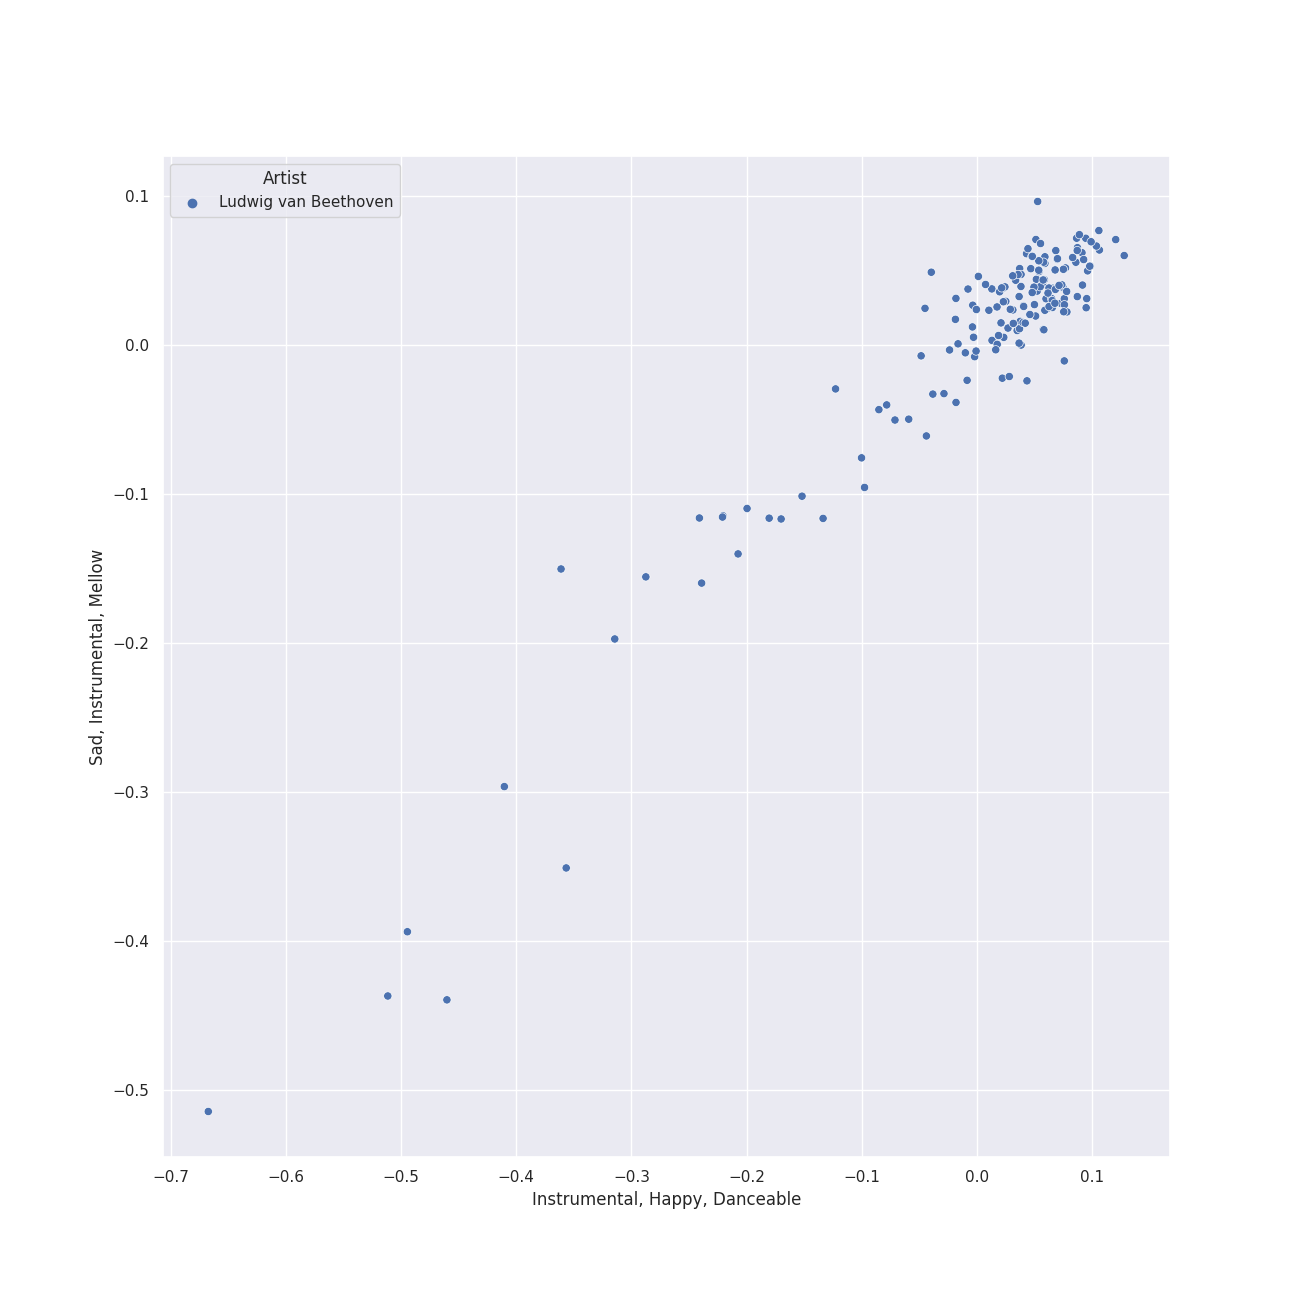 Artist
Ludwig van Beethoven
0.1
0.0
−0.1
−0.2
−0.3
−0.4
−0.5
Sad, Instrumental, Mellow
−0.7 −0.6 −0.5 −0.4 −0.3 −0.2 −0.1 0.0 0.1
Instrumental, Happy, Danceable